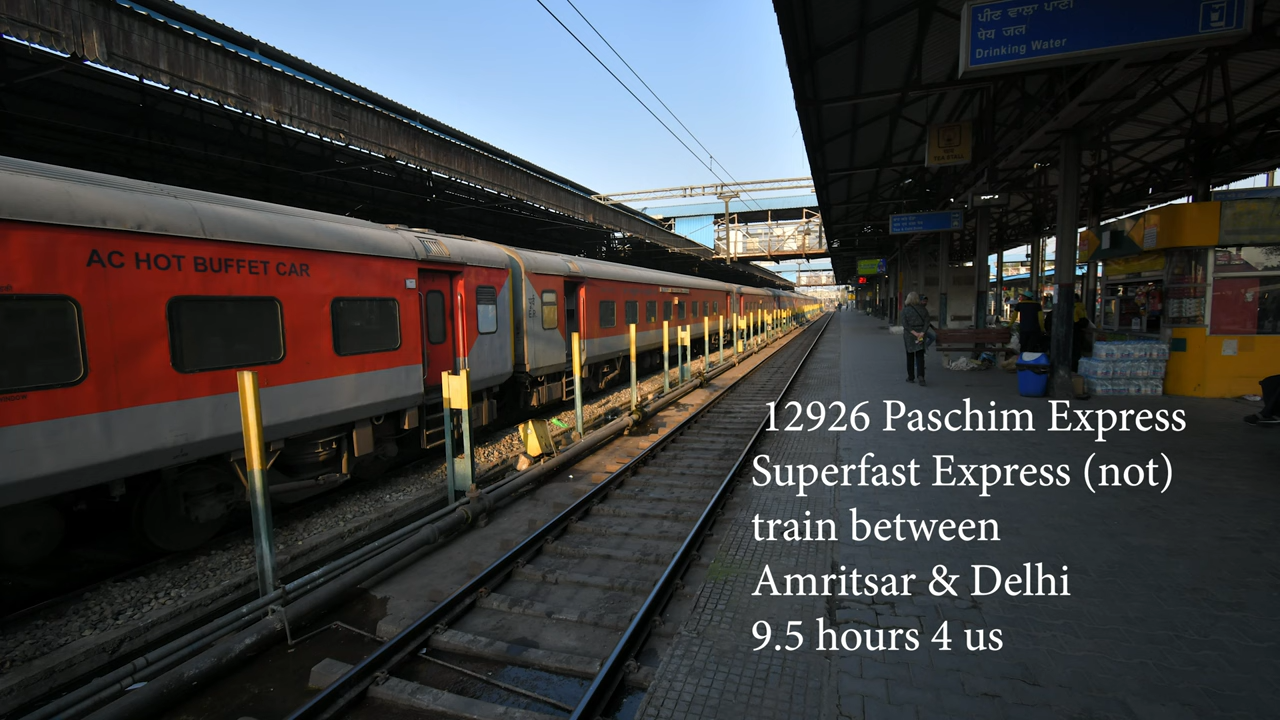 ਪੀਣ ਵਾਲਾ ਪਾਣੀ
पेय जल
Drinking Water
AC HOT BUFFET CAR
12926 Paschim Express
Superfast Express (not)
train between
Amritsar & Delhi
9.5 hours 4 us